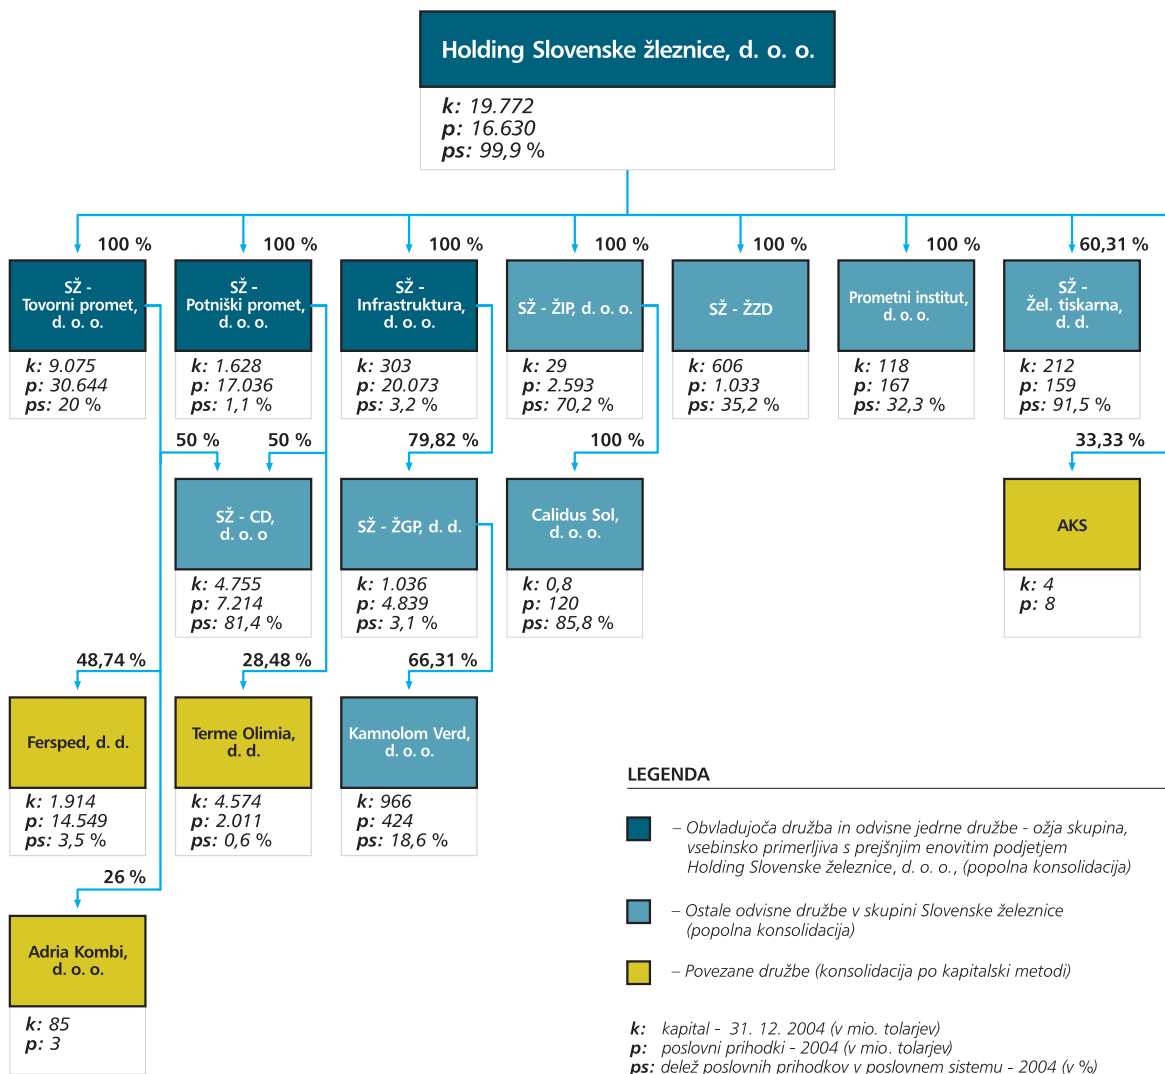 Holding Slovenske žleznice, d. o. o.
k: 19.772
p: 16.630
ps: 99,9 %
100 %
100 %
100 %
100 %
100 %
100 %
60,31 %
SŽ -
Tovorni promet,
d. o. o.
k: 9.075
p: 30.644
ps: 20 %
SŽ -
Potniški promet,
d. o. o.
k: 1.628
p: 17.036
ps: 1,1 %
SŽ -
Infrastruktura,
d. o. o.
k: 303
p: 20.073
ps: 3,2 %
SŽ - ŽIP, d. o. o.
k: 29
p: 2.593
ps: 70,2 %
SŽ - ŽZD
k: 606
p: 1.033
ps: 35,2 %
Prometni institut,
d. o. o.
k: 118
p: 167
ps: 32,3 %
SŽ -
Žel. tiskarna,
d. d.
k: 212
p: 159
ps: 91,5 %
50 %
50 %
79,82 %
100 %
33,33 %
SŽ - CD,
d. o. o
k: 4.755
p: 7.214
ps: 81,4 %
SŽ - ŽGP, d. d.
k: 1.036
p: 4.839
ps: 3,1 %
Calidus Sol,
d. o. o.
k: 0,8
p: 120
ps: 85,8 %
AKS
k: 4
p: 8
48,74 %
28,48 %
66,31 %
Fersped, d. d.
k: 1.914
p: 14.549
ps: 3,5 %
Terme Olimia,
d. d.
k: 4.574
p: 2.011
ps: 0,6 %
Kamnolom Verd,
d. o. o.
k: 966
p: 424
ps: 18,6 %
26 %
Adria Kombi,
d. o. o.
k: 85
p: 3
LEGENDA
– Obvladujoča družba in odvisne jedrne družbe - ožja skupina,
vsebinsko primerljiva s prejšnjim enovitim podjetjem
Holding Slovenske železnice, d. o. o., (popolna konsolidacija)
– Ostale odvisne družbe v skupini Slovenske železnice
(popolna konsolidacija)
– Povezane družbe (konsolidacija po kapitalski metodi)
k: kapital - 31. 12. 2004 (v mio. tolarjev)
p: poslovni prihodki - 2004 (v mio. tolarjev)
ps: delež poslovnih prihodkov v poslovnem sistemu - 2004 (v %)